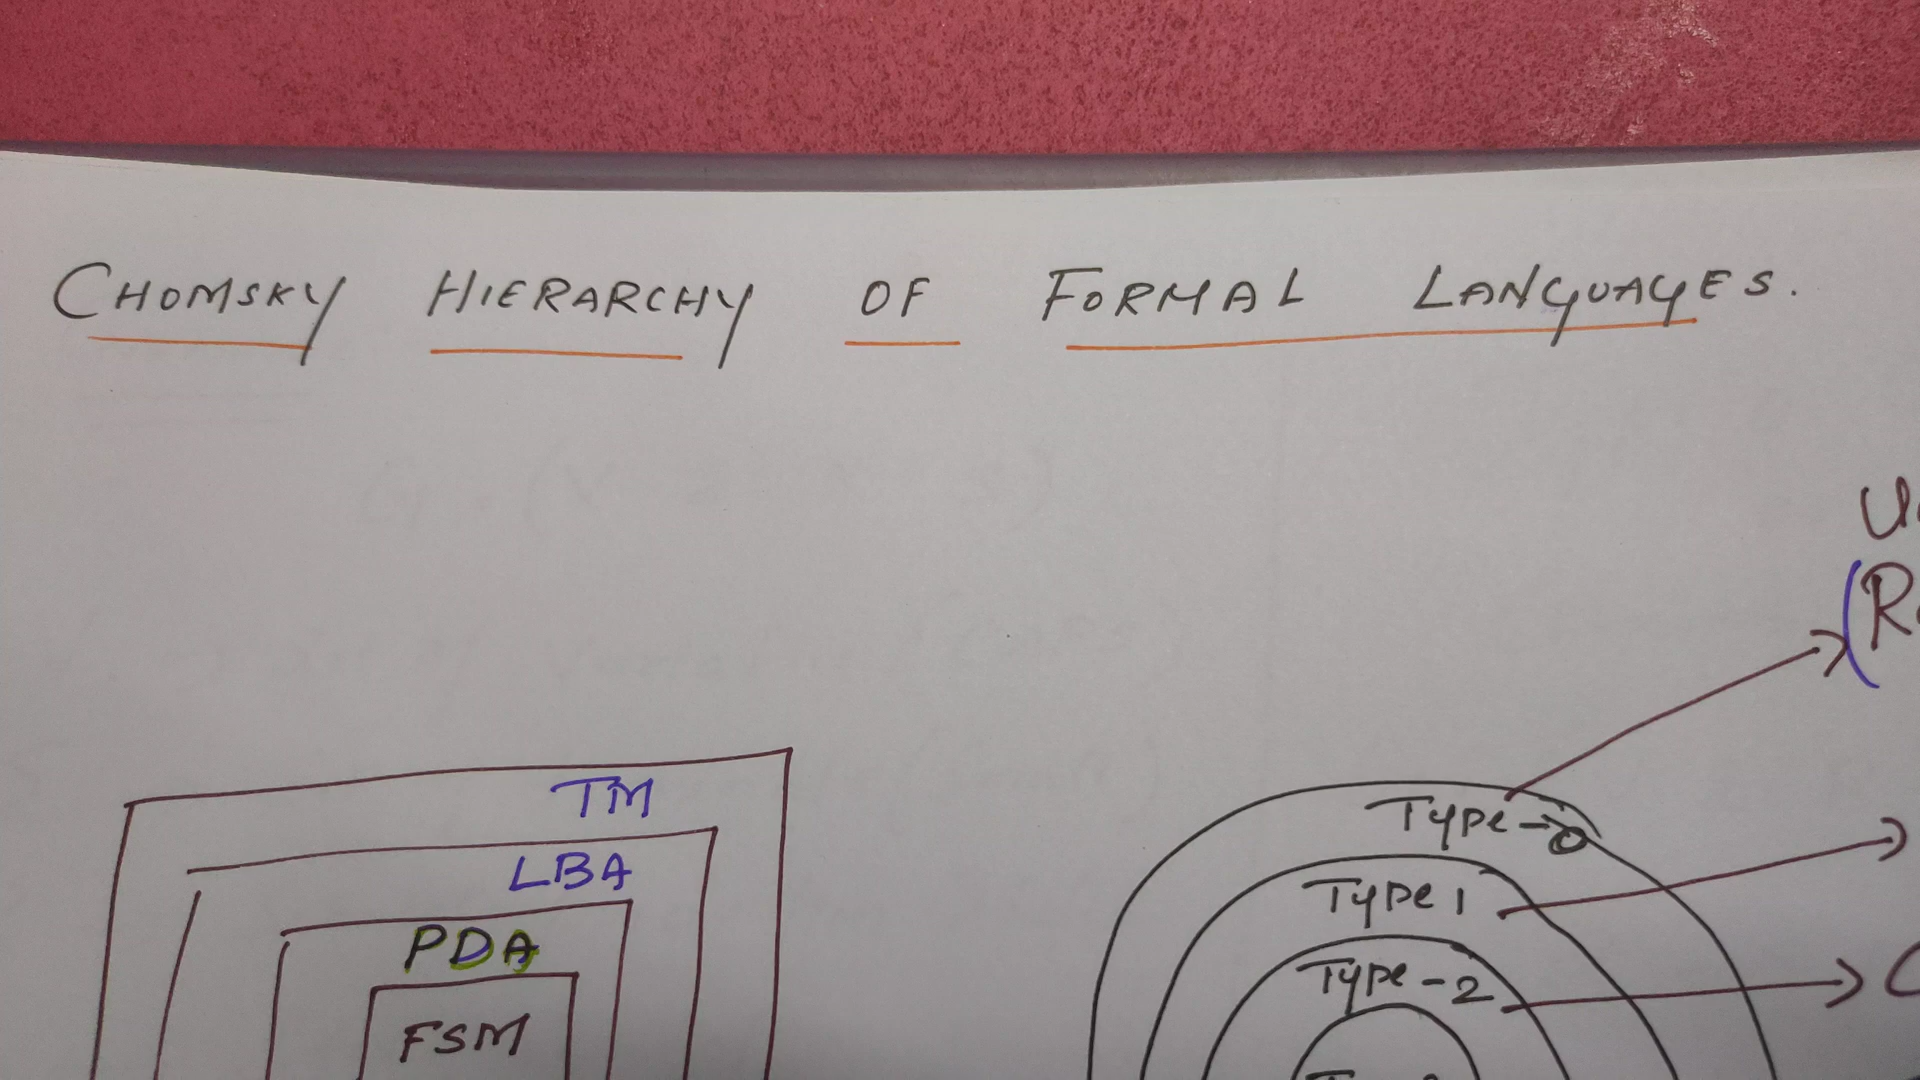 CHOMSKY HIERARCHY OF FORMAL LANGUAGES.
TM
LBA
PDA
FSM
Type-0
Type 1
Type-2